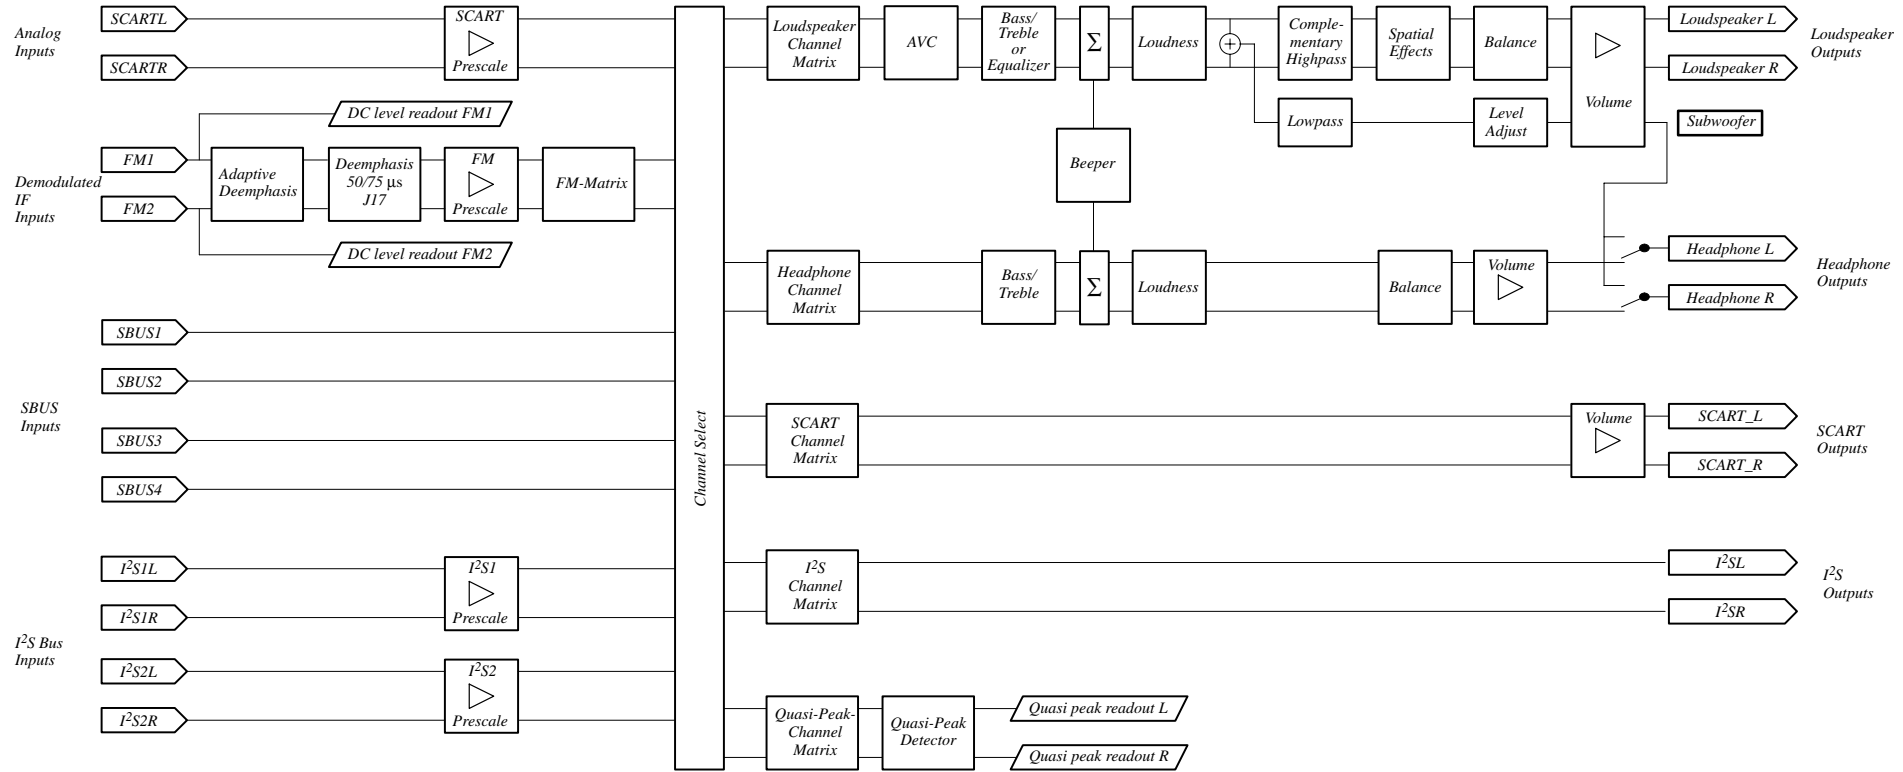 Analog
Inputs
SCARTL
SCARTR
SCART
Prescale
DC level readout FM1
Demodulated
IF
Inputs
FM1
FM2
Adaptive
Deemphasis
Deemphasis
50/75 µs
J17
FM
Prescale
FM-Matrix
DC level readout FM2
SBUS
Inputs
SBUS1
SBUS2
SBUS3
SBUS4
I²S Bus
Inputs
I²S1L
I²S1R
I²S2L
I²S2R
I²S1
Prescale
I²S2
Prescale
Channel Select
Loudspeaker
Channel
Matrix
AVC
Bass/
Treble
or
Equalizer
Σ
Loudness
Comple-
mentary
Highpass
Spatial
Effects
Balance
Volume
Loudspeaker L
Loudspeaker R
Loudspeaker
Outputs
Lowpass
Level
Adjust
Subwoofer
Beeper
Headphone
Channel
Matrix
Bass/
Treble
Σ
Loudness
Balance
Volume
Headphone L
Headphone R
Headphone
Outputs
SCART
Channel
Matrix
Volume
SCART_L
SCART_R
SCART
Outputs
I²S
Channel
Matrix
I²SL
I²SR
I²S
Outputs
Quasi-Peak-
Channel
Matrix
Quasi-Peak
Detector
Quasi peak readout L
Quasi peak readout R